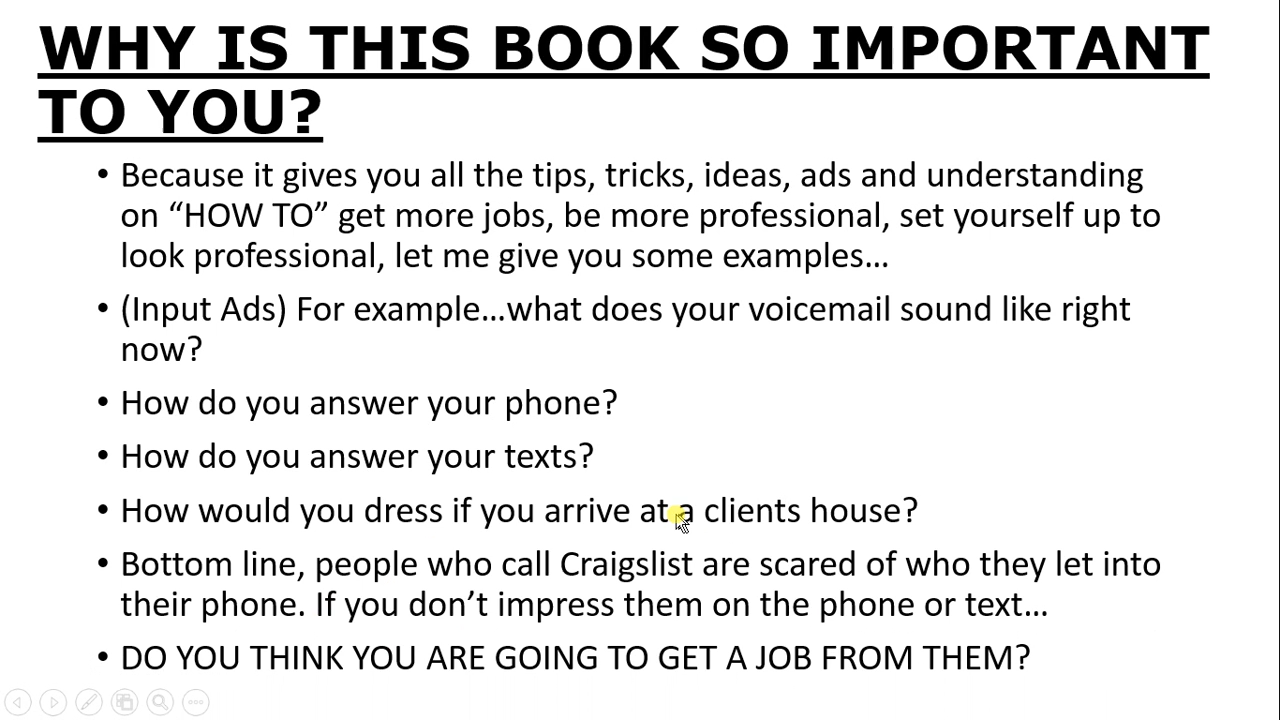 WHY IS THIS BOOK SO IMPORTANT
TO YOU?
• Because it gives you all the tips, tricks, ideas, ads and understanding
on “HOW TO” get more jobs, be more professional, set yourself up to
look professional, let me give you some examples…
• (Input Ads) For example…what does your voicemail sound like right
now?
• How do you answer your phone?
• How do you answer your texts?
• How would you dress if you arrive at a clients house?
• Bottom line, people who call Craigslist are scared of who they let into
their phone. If you don’t impress them on the phone or text…
• DO YOU THINK YOU ARE GOING TO GET A JOB FROM THEM?